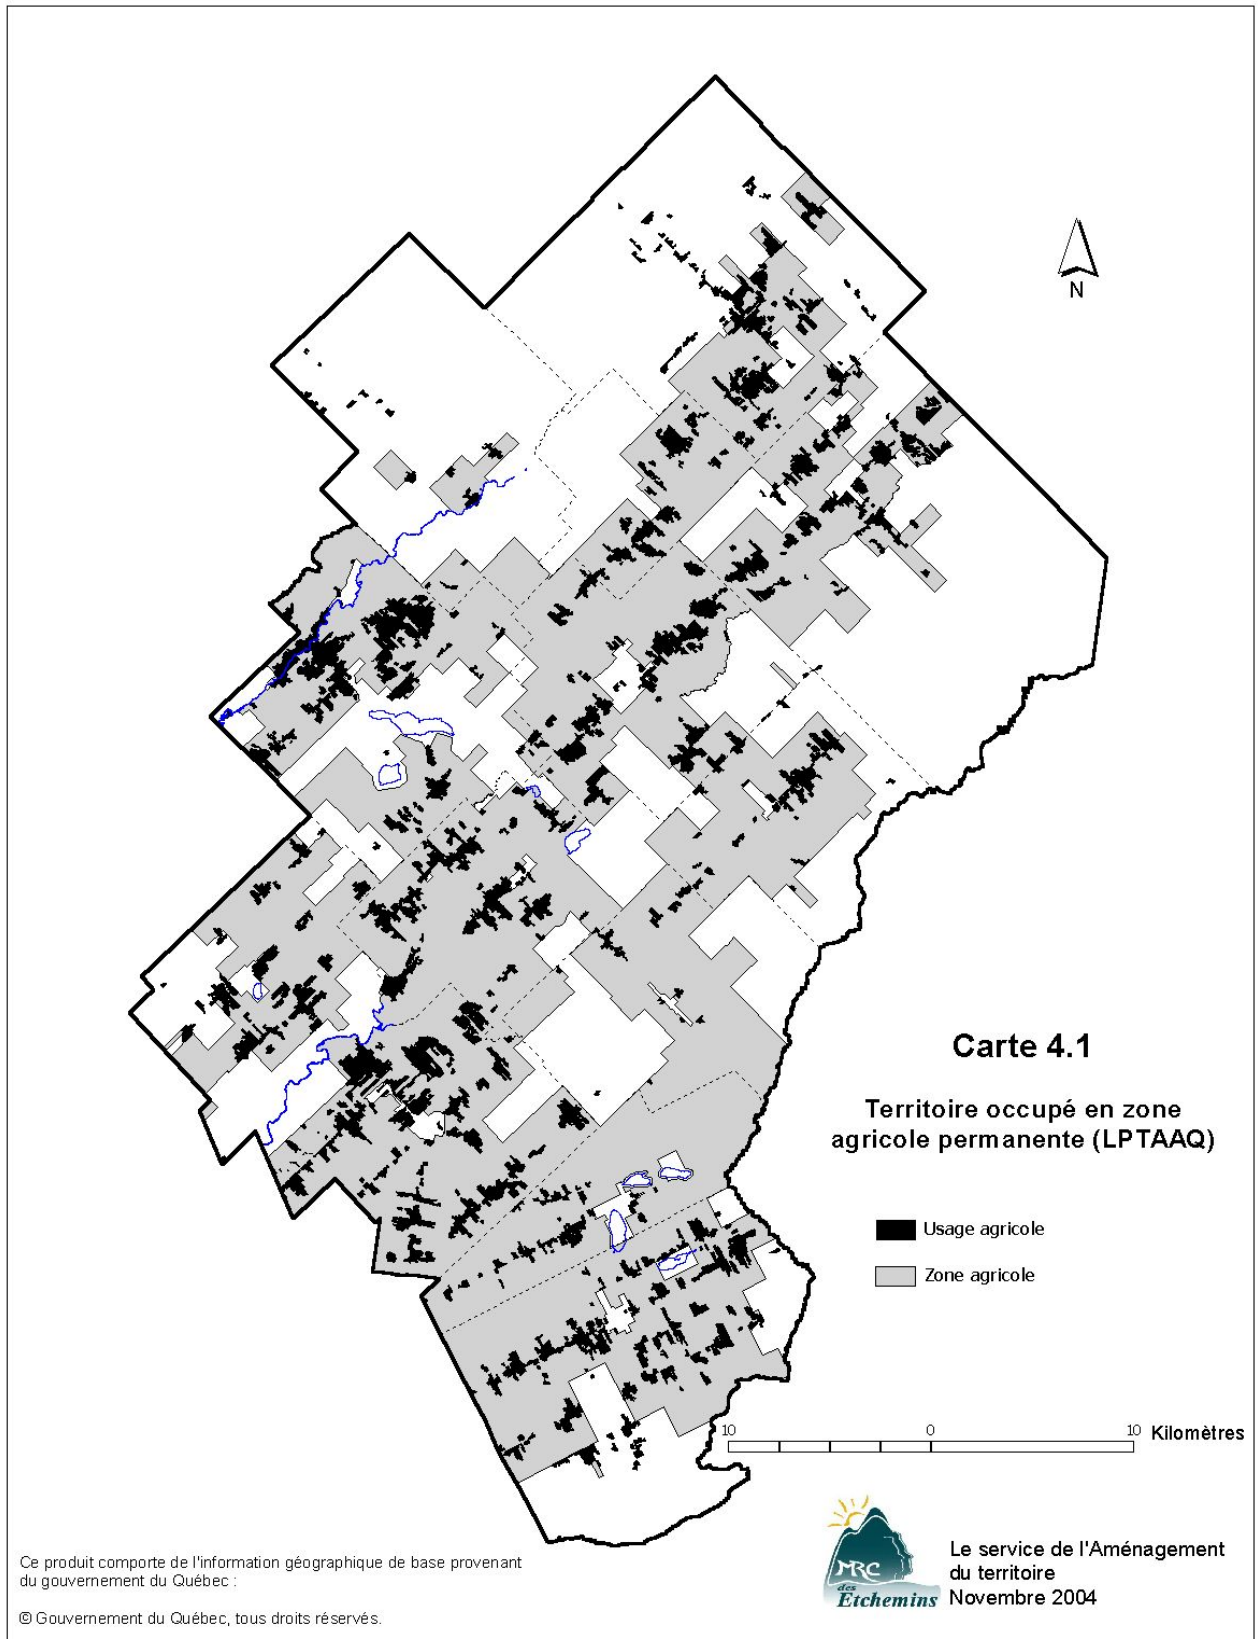 N
Carte 4.1
Territoire occupé en zone
agricole permanente (LPTAAQ)
Usage agricole
Zone agricole
10 0 10 Kilomètres
MRC
des
Etchemins
Le service de l'Aménagement
du territoire
Novembre 2004
Ce produit comporte de l'information géographique de base provenant
du gouvernement du Québec :
© Gouvernement du Québec, tous droits réservés.